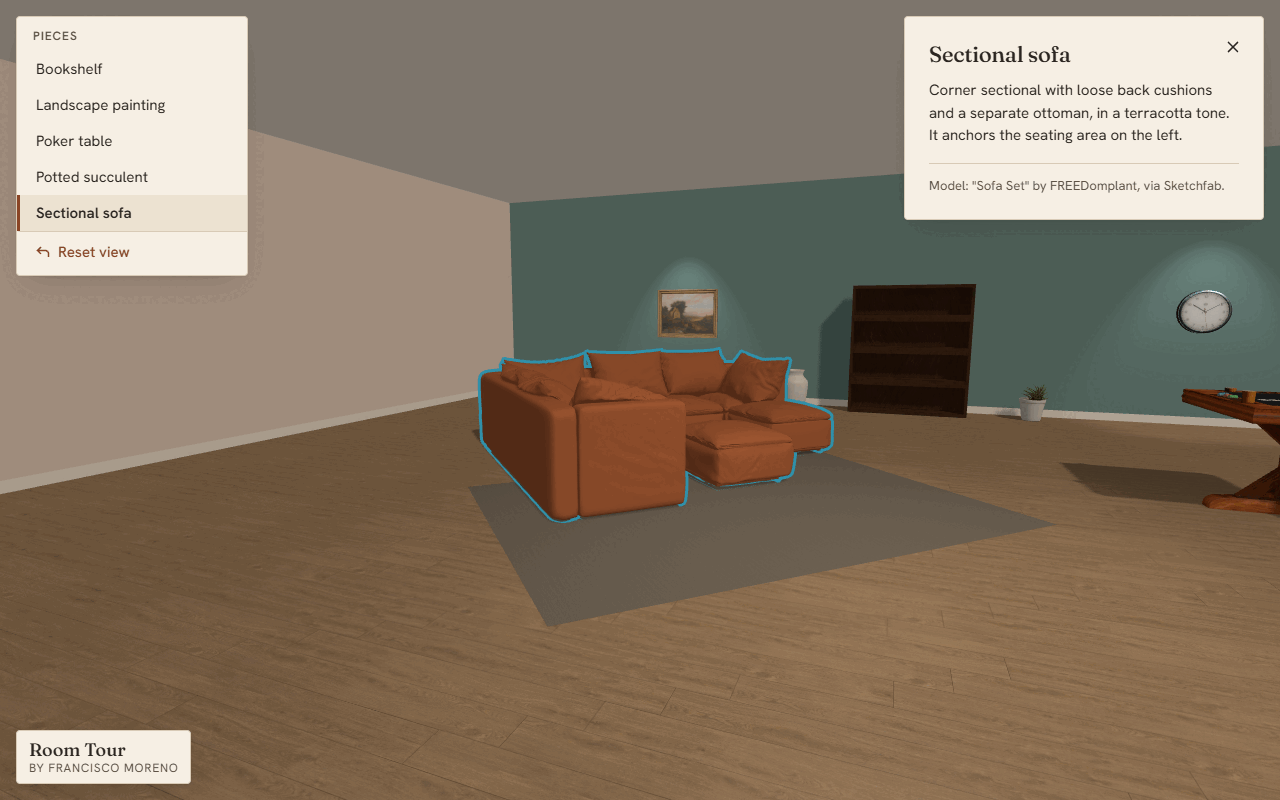 PIECES
Bookshelf
Landscape painting
Poker table
Potted succulent
Sectional sofa
Reset view
Sectional sofa
Corner sectional with loose back cushions
and a separate ottoman, in a terracotta tone.
It anchors the seating area on the left.
Model: "Sofa Set" by FREEDomplant, via Sketchfab.
Room Tour
BY FRANCISCO MORENO